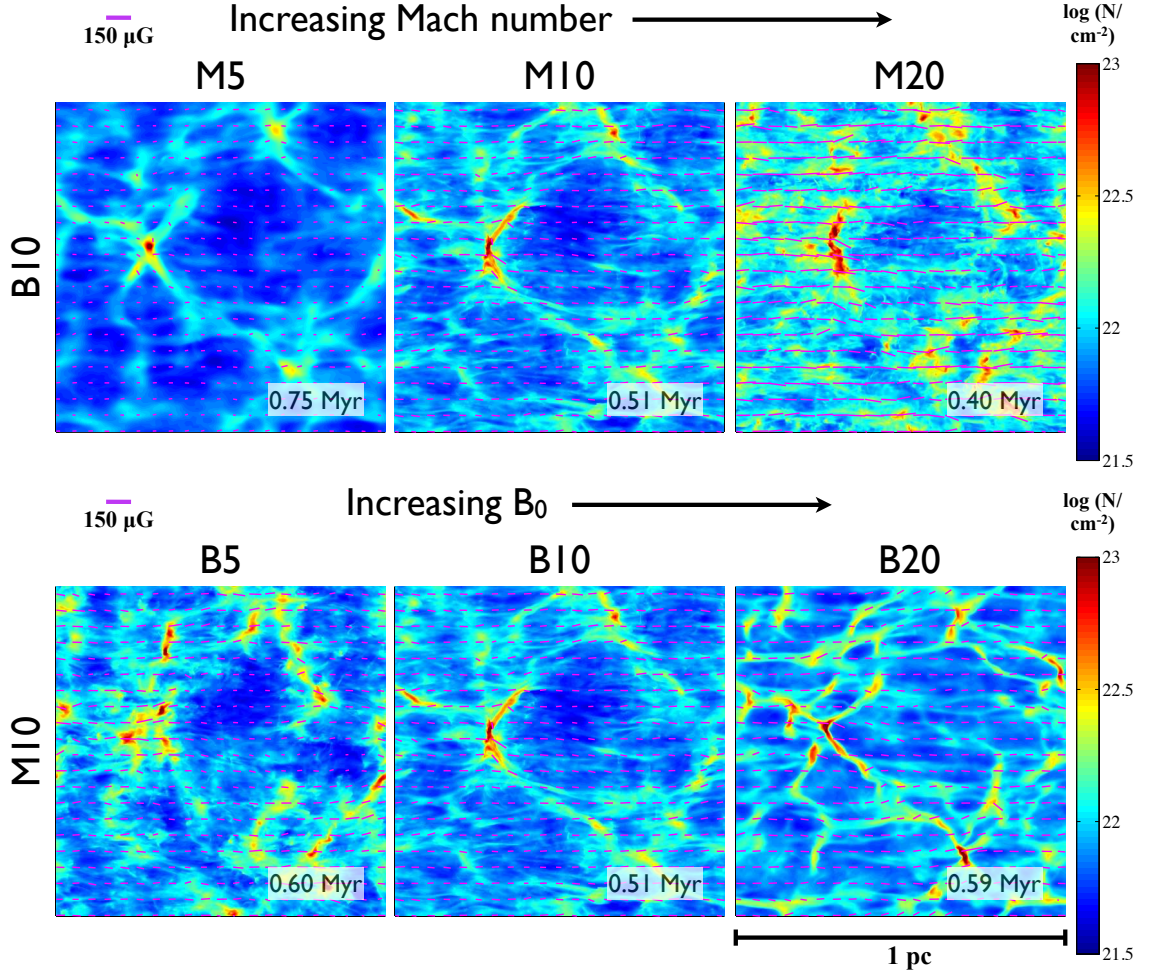 Increasing Mach number
150 μG
log (N/
cm-2)
M5
M10
M20
B10
23
22.5
22
21.5
0.75 Myr
0.51 Myr
0.40 Myr
Increasing B0
150 μG
log (N/
cm-2)
B5
B10
B20
M10
23
22.5
22
21.5
0.60 Myr
0.51 Myr
0.59 Myr
1 pc